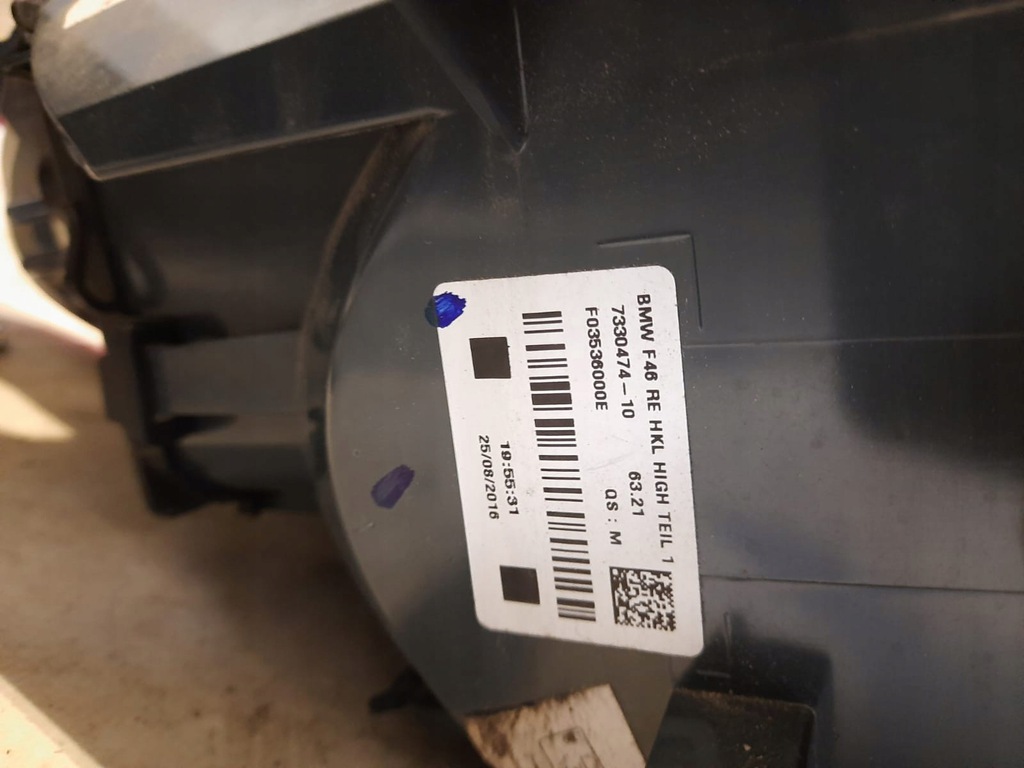 BMW F46 RE HKL HIGH TEIL 1
7330474-10 63.21
F03536000E QS: M
19:55:31
25/08/2016